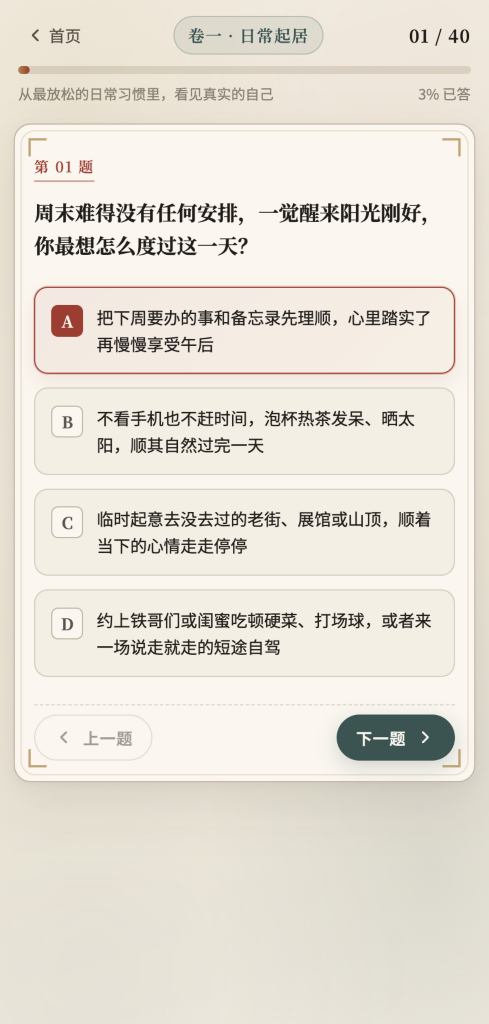 首页
卷一 · 日常起居
01 / 40
从最放松的日常习惯里，看见真实的自己
3% 已答
第 01 题
周末难得没有任何安排，一觉醒来阳光刚好，
你最想怎么度过这一天？
A
把下周要办的事和备忘录先理顺，心里踏实了
再慢慢享受午后
B
不看手机也不赶时间，泡杯热茶发呆、晒太
阳，顺其自然过完一天
C
临时起意去没去过的老街、展馆或山顶，顺着
当下的心情走走停停
D
约上铁哥们或闺蜜吃顿硬菜、打场球，或者来
一场说走就走的短途自驾
上一题
下一题